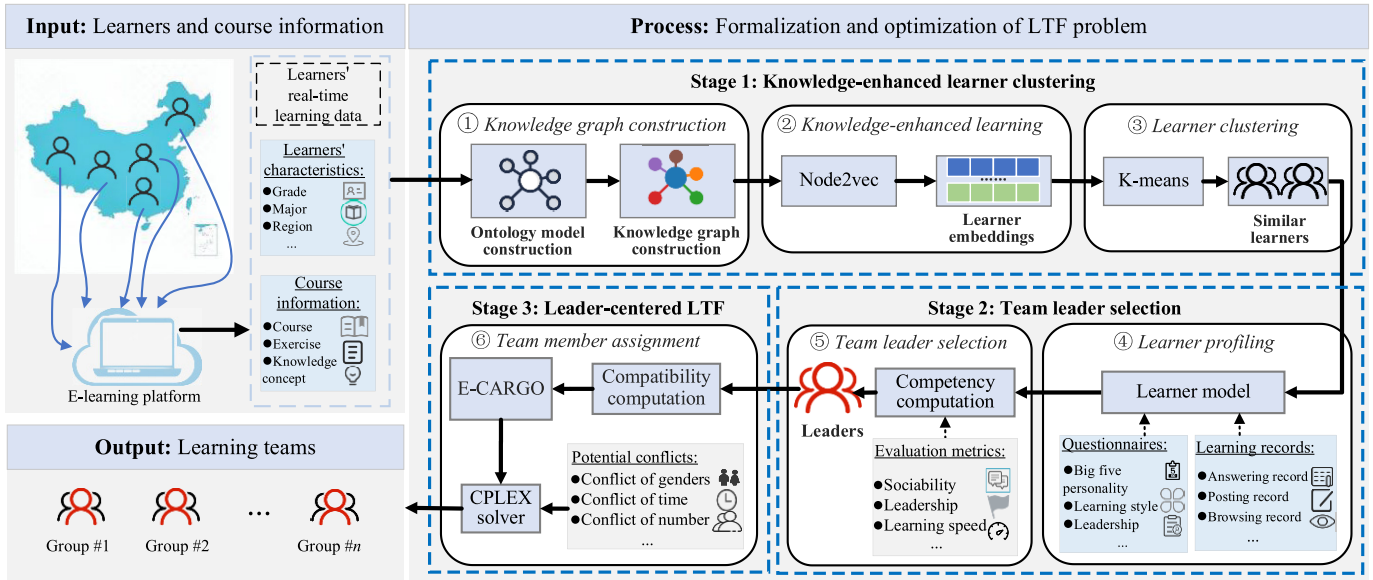 Input: Learners and course information
Learners'
real-time
learning data
Learners'
characteristics:
●Grade
●Major
●Region
...
Course
information:
●Course
●Exercise
●Knowledge
concept
E-learning platform
Process: Formalization and optimization of LTF problem
Stage 1: Knowledge-enhanced learner clustering
① Knowledge graph construction
Ontology model
construction
Knowledge graph
construction
② Knowledge-enhanced learning
Node2vec
......
Learner
embeddings
③ Learner clustering
K-means
Similar
learners
Stage 2: Team leader selection
④ Learner profiling
Learner model
Questionnaires:
●Big five
personality
●Learning style
●Leadership
...
Learning records:
●Answering record
●Posting record
●Browsing record
...
⑤ Team leader selection
Competency
computation
Leaders
Evaluation metrics:
●Sociability
●Leadership
●Learning speed
...
Stage 3: Leader-centered LTF
⑥ Team member assignment
E-CARGO
Compatibility
computation
CPLEX
solver
Potential conflicts:
●Conflict of genders
●Conflict of time
●Conflict of number
...
Output: Learning teams
...
Group #1
Group #2
Group #n